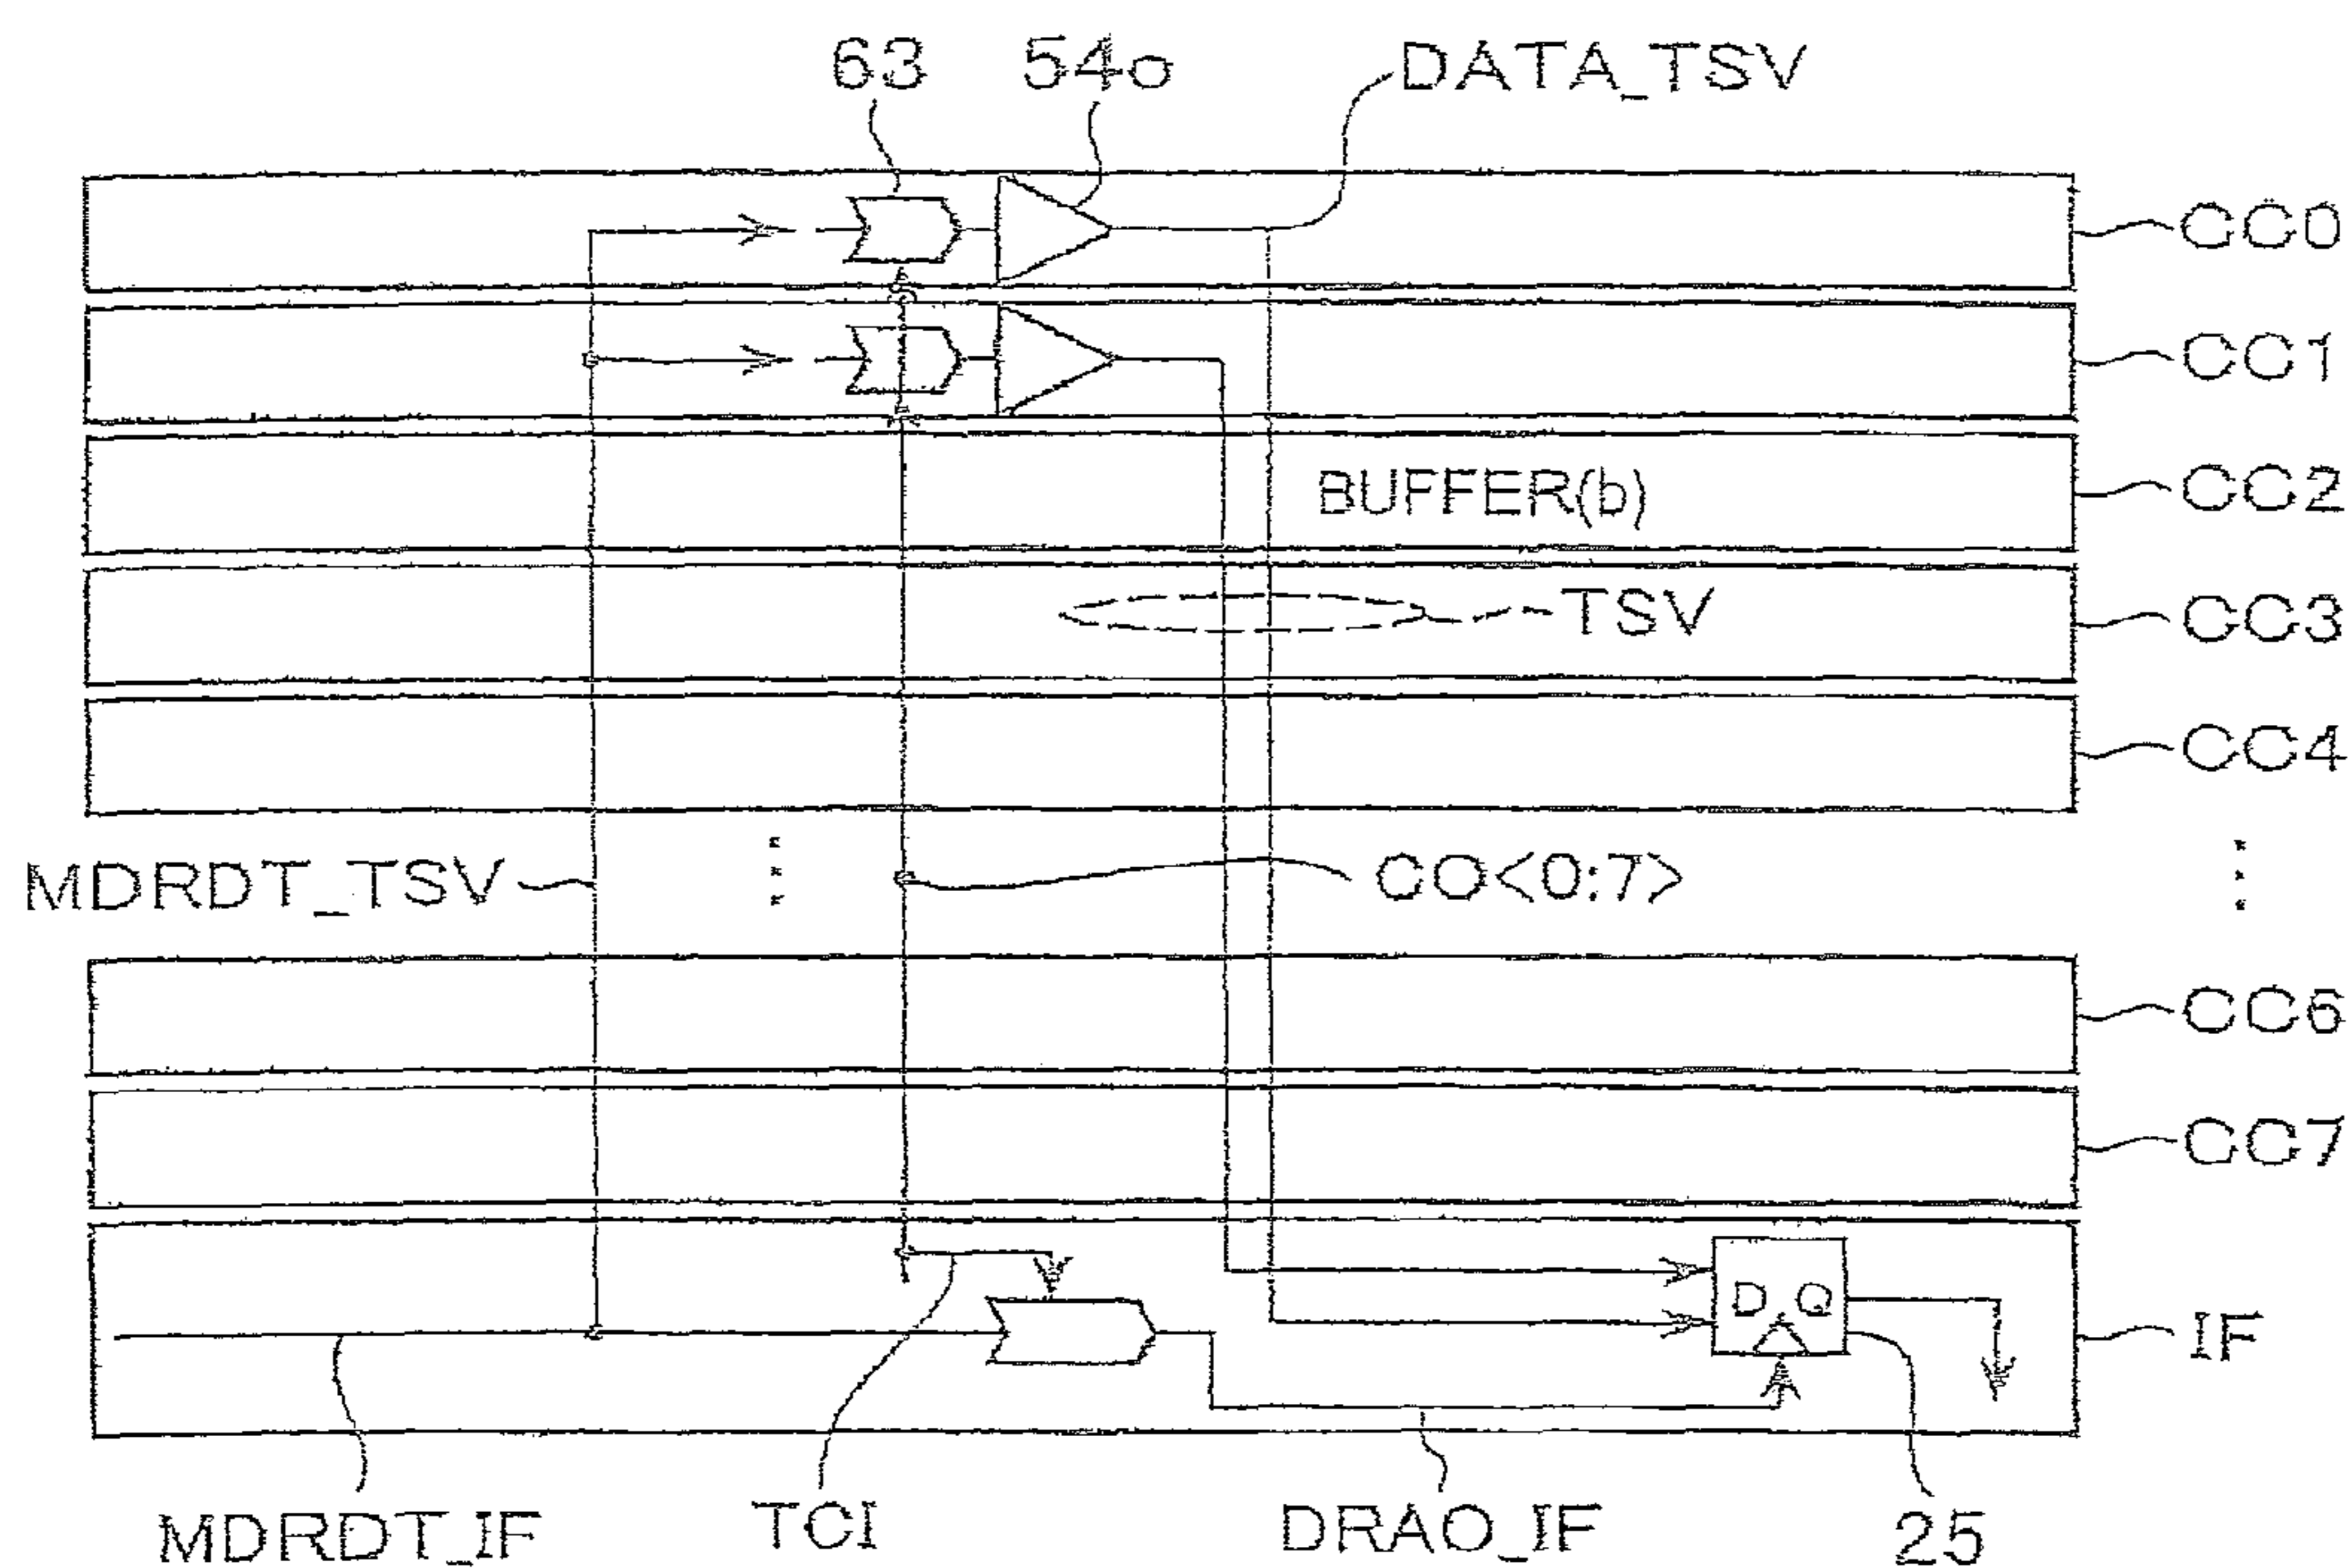 63 54o DATA_TSV
CC0
CC1
BUFFER(b) CC2
TSV CC3
CC4
MDRDT_TSV CO<0:7>
CC6
CC7
D Q
IF
MDRDT_IF TCI DRAO_IF 25